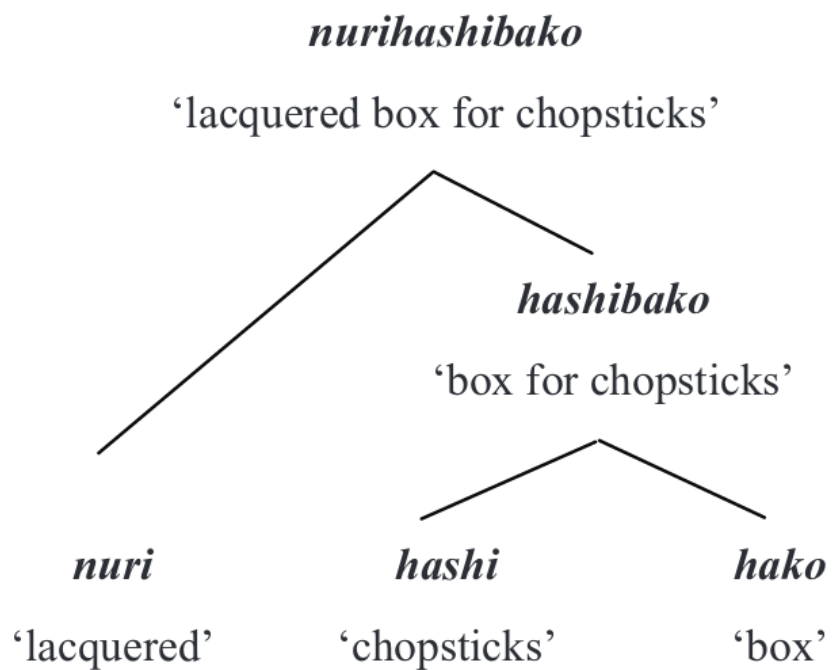 nurihashibako
‘lacquered box for chopsticks’
hashibako
‘box for chopsticks’
nuri hashi hako
‘lacquered’ ‘chopsticks’ ‘box’